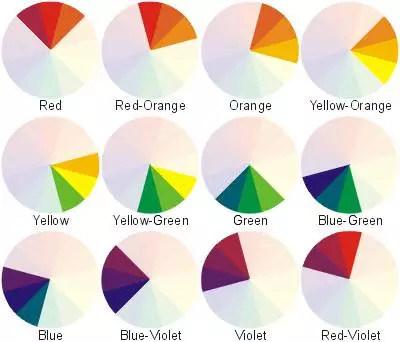 Red
Red-Orange
Orange
Yellow-Orange
Yellow
Yellow-Green
Green
Blue-Green
Blue
Blue-Violet
Violet
Red-Violet